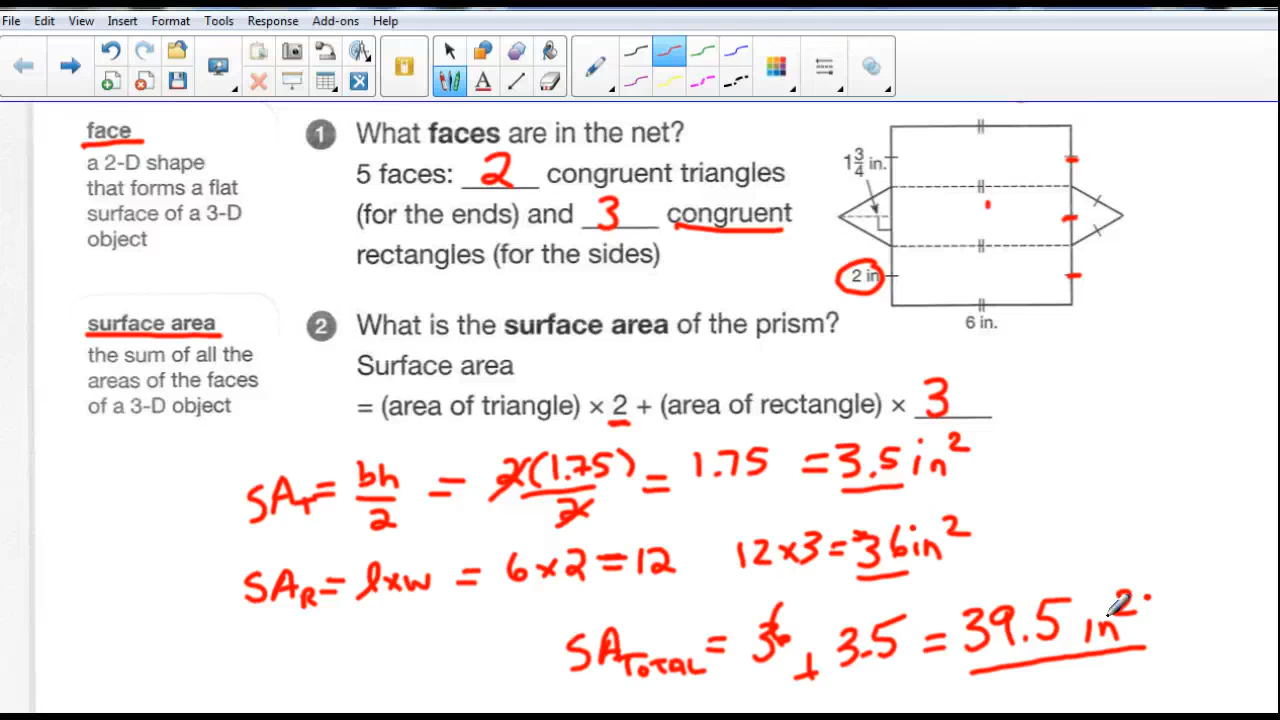 File Edit View Insert Format Tools Response Add-ons Help
face
a 2-D shape
that forms a flat
surface of a 3-D
object
1 What faces are in the net?
5 faces: 2 congruent triangles
(for the ends) and 3 congruent
rectangles (for the sides)
1 3/4 in.
2 in
6 in.
surface area
the sum of all the
areas of the faces
of a 3-D object
2 What is the surface area of the prism?
Surface area
= (area of triangle) × 2 + (area of rectangle) × 3
SA_T = bh/2 = 2(1.75)/2 = 1.75 = 3.5 in²
SA_R = l x w = 6 x 2 = 12 12 x 3 = 36 in²
SA_TOTAL = 36 + 3.5 = 39.5 in².